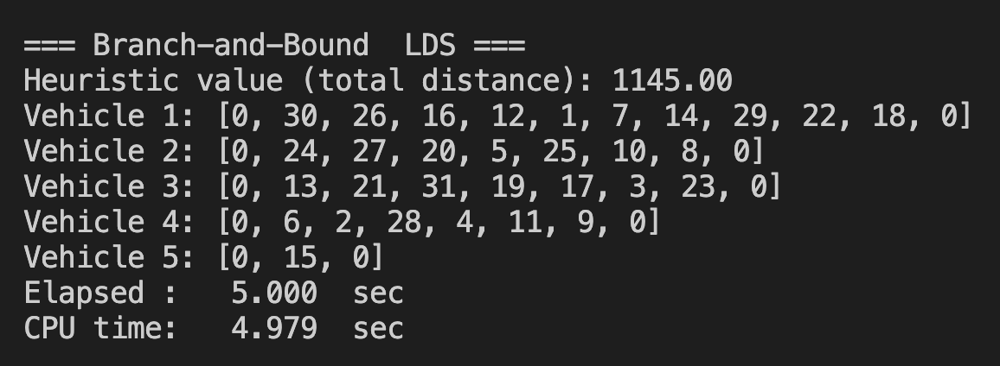 === Branch-and-Bound  LDS ===
Heuristic value (total distance): 1145.00
Vehicle 1: [0, 30, 26, 16, 12, 1, 7, 14, 29, 22, 18, 0]
Vehicle 2: [0, 24, 27, 20, 5, 25, 10, 8, 0]
Vehicle 3: [0, 13, 21, 31, 19, 17, 3, 23, 0]
Vehicle 4: [0, 6, 2, 28, 4, 11, 9, 0]
Vehicle 5: [0, 15, 0]
Elapsed :   5.000  sec
CPU time:   4.979  sec